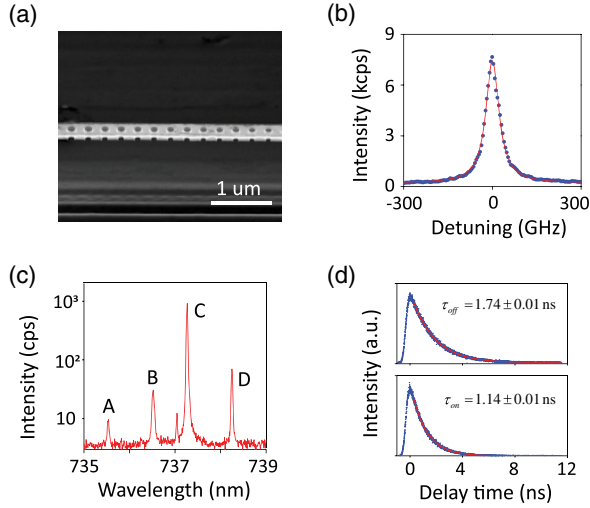 (a)
1 um
(b)
Intensity (kcps)
9
6
3
0
-300
0
300
Detuning (GHz)
(c)
Intensity (cps)
10³
10²
10
A
B
C
D
735
737
739
Wavelength (nm)
(d)
Intensity (a.u.)
τoff = 1.74 ± 0.01 ns
τon = 1.14 ± 0.01 ns
0
4
8
12
Delay time (ns)